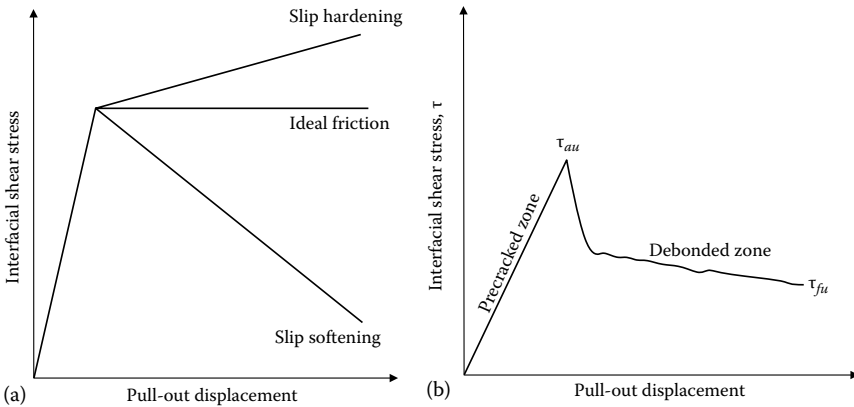 Slip hardening
Ideal friction
Slip softening
Interfacial shear stress
Pull-out displacement
(a)
Interfacial shear stress, τ
τau
Precracked zone
Debonded zone
τfu
Pull-out displacement
(b)